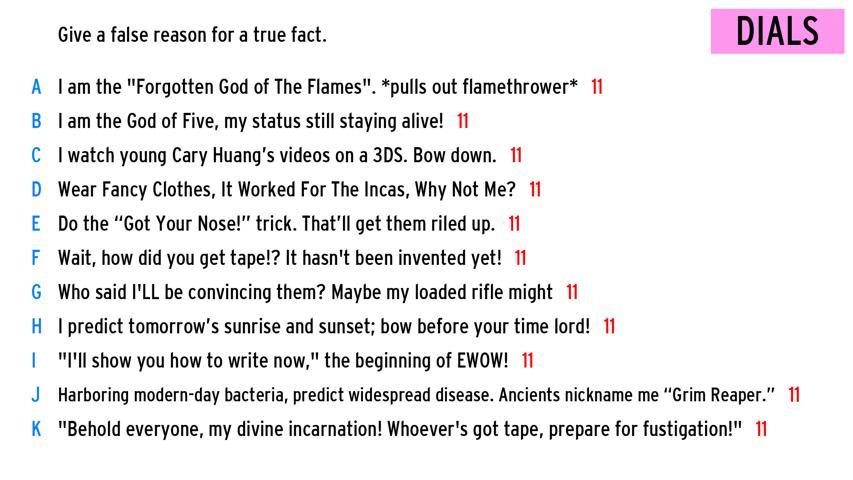 Give a false reason for a true fact.
DIALS
A I am the "Forgotten God of The Flames". *pulls out flamethrower* 11
B I am the God of Five, my status still staying alive! 11
C I watch young Cary Huang’s videos on a 3DS. Bow down. 11
D Wear Fancy Clothes, It Worked For The Incas, Why Not Me? 11
E Do the “Got Your Nose!” trick. That’ll get them riled up. 11
F Wait, how did you get tape!? It hasn't been invented yet! 11
G Who said I'LL be convincing them? Maybe my loaded rifle might 11
H I predict tomorrow’s sunrise and sunset; bow before your time lord! 11
I "I'll show you how to write now," the beginning of EWOW! 11
J Harboring modern-day bacteria, predict widespread disease. Ancients nickname me “Grim Reaper.” 11
K "Behold everyone, my divine incarnation! Whoever's got tape, prepare for fustigation!" 11